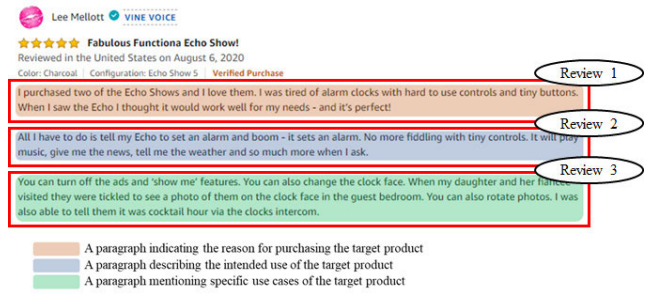 Lee Mellott VINE VOICE
Fabulous Functiona Echo Show!
Reviewed in the United States on August 6, 2020
Color: Charcoal | Configuration: Echo Show 5 | Verified Purchase
Review 1
I purchased two of the Echo Shows and I love them. I was tired of alarm clocks with hard to use controls and tiny buttons.
When I saw the Echo I thought it would work well for my needs - and it's perfect!
Review 2
All I have to do is tell my Echo to set an alarm and boom - it sets an alarm. No more fiddling with tiny controls. It will play
music, give me the news, tell me the weather and so much more when I ask.
Review 3
You can turn off the ads and 'show me' features. You can also change the clock face. When my daughter and her fiancee
visited they were tickled to see a photo of them on the clock face in the guest bedroom. You can also rotate photos. I was
also able to tell them it was cocktail hour via the clocks intercom.
A paragraph indicating the reason for purchasing the target product
A paragraph describing the intended use of the target product
A paragraph mentioning specific use cases of the target product